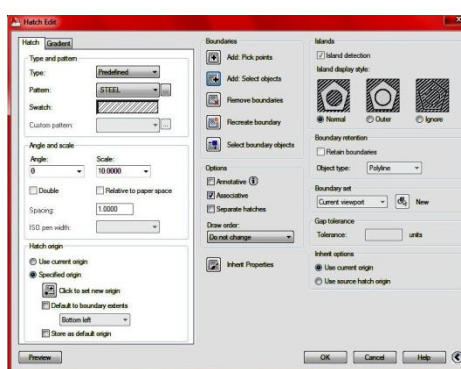 Hatch Edit
Hatch
Gradient
Type and pattern
Type:
Predefined
Pattern:
STEEL
...
Swatch:
Custom pattern:
...
Angle and scale
Angle:
Scale:
0
10.0000
Double
Relative to paper space
Spacing:
1.0000
ISO pen width:
Hatch origin
Use current origin
Specified origin
Click to set new origin
Default to boundary extents
Bottom left
Store as default origin
Preview
Boundaries
Add: Pick points
Add: Select objects
Remove boundaries
Recreate boundary
Select boundary objects
Options
Annotative
Associative
Separate hatches
Draw order:
Do not change
Inherit Properties
Islands
Island detection
Island display style:
Normal
Outer
Ignore
Boundary retention
Retain boundaries
Object type:
Polyline
Boundary set
Current viewport
New
Gap tolerance
Tolerance:
units
Inherit options
Use current origin
Use source hatch origin
OK
Cancel
Help